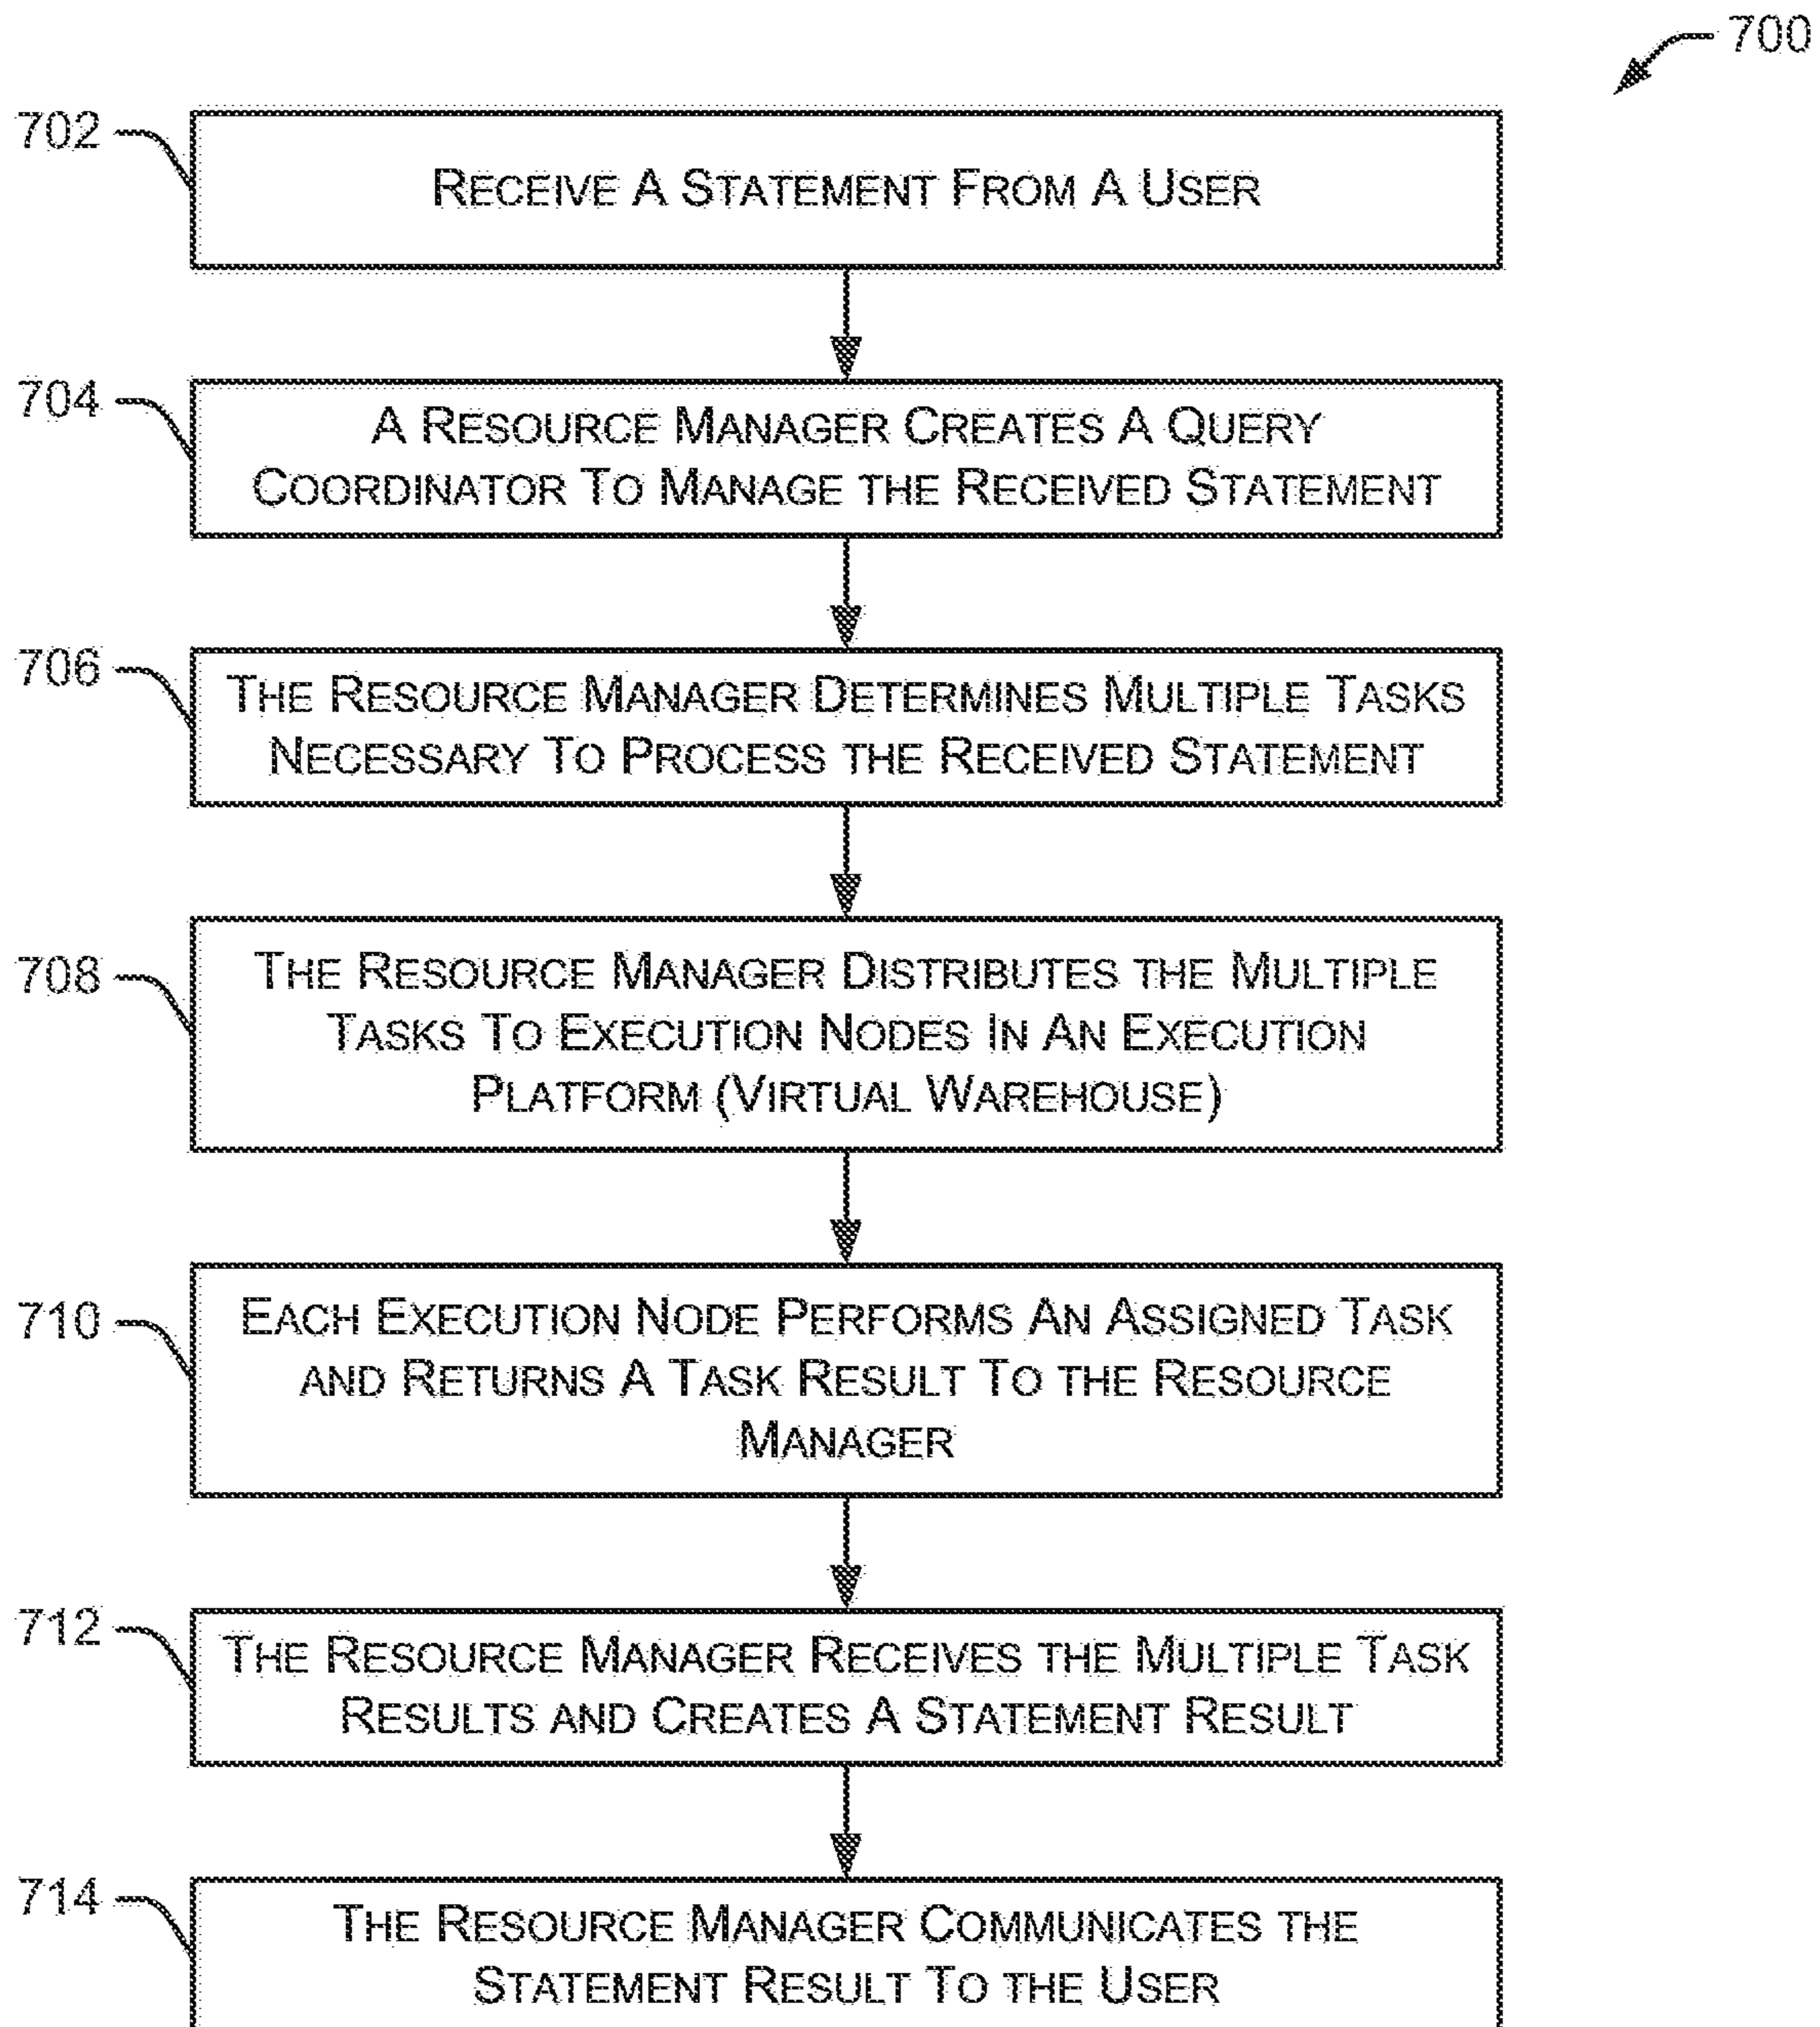 700
702
RECEIVE A STATEMENT FROM A USER
704
A RESOURCE MANAGER CREATES A QUERY
COORDINATOR TO MANAGE THE RECEIVED STATEMENT
706
THE RESOURCE MANAGER DETERMINES MULTIPLE TASKS
NECESSARY TO PROCESS THE RECEIVED STATEMENT
708
THE RESOURCE MANAGER DISTRIBUTES THE MULTIPLE
TASKS TO EXECUTION NODES IN AN EXECUTION
PLATFORM (VIRTUAL WAREHOUSE)
710
EACH EXECUTION NODE PERFORMS AN ASSIGNED TASK
AND RETURNS A TASK RESULT TO THE RESOURCE
MANAGER
712
THE RESOURCE MANAGER RECEIVES THE MULTIPLE TASK
RESULTS AND CREATES A STATEMENT RESULT
714
THE RESOURCE MANAGER COMMUNICATES THE
STATEMENT RESULT TO THE USER